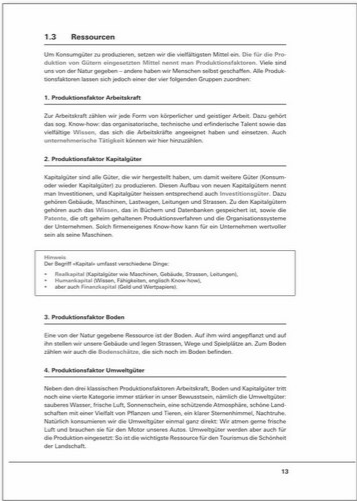 1.3 Ressourcen
Um Konsumgüter zu produzieren, setzen wir die vielfältigsten Mittel ein. Die für die Pro-
duktion von Gütern eingesetzten Mittel nennt man Produktionsfaktoren. Viele sind
uns von der Natur gegeben – andere haben wir Menschen selbst geschaffen. Alle Produk-
tionsfaktoren lassen sich jedoch einer der vier folgenden Gruppen zuordnen:
1. Produktionsfaktor Arbeitskraft
Zur Arbeitskraft zählen wir jede Form von körperlicher und geistiger Arbeit. Dazu gehört
das sog. Know-how: das organisatorische, technische und erfinderische Talent sowie das
vielfältige Wissen, das sich die Arbeitskräfte angeeignet haben und einsetzen. Auch
unternehmerische Tätigkeit können wir hier hinzuzählen.
2. Produktionsfaktor Kapitalgüter
Kapitalgüter sind alle Güter, die wir hergestellt haben, um damit weitere Güter (Konsum-
oder wieder Kapitalgüter) zu produzieren. Diesen Aufbau von neuen Kapitalgütern nennt
man Investitionen, und Kapitalgüter heissen entsprechend auch Investitionsgüter. Dazu
gehören Gebäude, Maschinen, Lastwagen, Leitungen und Strassen. Zu den Kapitalgütern
gehören auch das Wissen, das in Büchern und Datenbanken gespeichert ist, sowie die
Patente, die oft geheim gehaltenen Produktionsverfahren und die Organisationssysteme
der Unternehmen. Solch firmeneigenes Know-how kann für ein Unternehmen wertvoller
sein als seine Maschinen.
Hinweis
Der Begriff «Kapital» umfasst verschiedene Dinge:
• Realkapital (Kapitalgüter wie Maschinen, Gebäude, Strassen, Leitungen),
• Humankapital (Wissen, Fähigkeiten, englisch Know-how),
• aber auch Finanzkapital (Geld und Wertpapiere).
3. Produktionsfaktor Boden
Eine von der Natur gegebene Ressource ist der Boden. Auf ihm wird angepflanzt und auf
ihn stellen wir unsere Gebäude und legen Strassen, Wege und Spielplätze an. Zum Boden
zählen wir auch die Bodenschätze, die sich noch im Boden befinden.
4. Produktionsfaktor Umweltgüter
Neben den drei klassischen Produktionsfaktoren Arbeitskraft, Boden und Kapitalgüter tritt
noch eine vierte Kategorie immer stärker in unser Bewusstsein, nämlich die Umweltgüter:
sauberes Wasser, frische Luft, Sonnenschein, eine schützende Atmosphäre, schöne Land-
schaften mit einer Vielfalt von Pflanzen und Tieren, ein klarer Sternenhimmel, Nachtruhe.
Natürlich konsumieren wir die Umweltgüter einmal ganz direkt: Wir atmen gerne frische
Luft und brauchen sie für den Motor unseres Autos. Umweltgüter werden aber auch für
die Produktion eingesetzt: So ist die wichtigste Ressource für den Tourismus die Schönheit
der Landschaft.
13